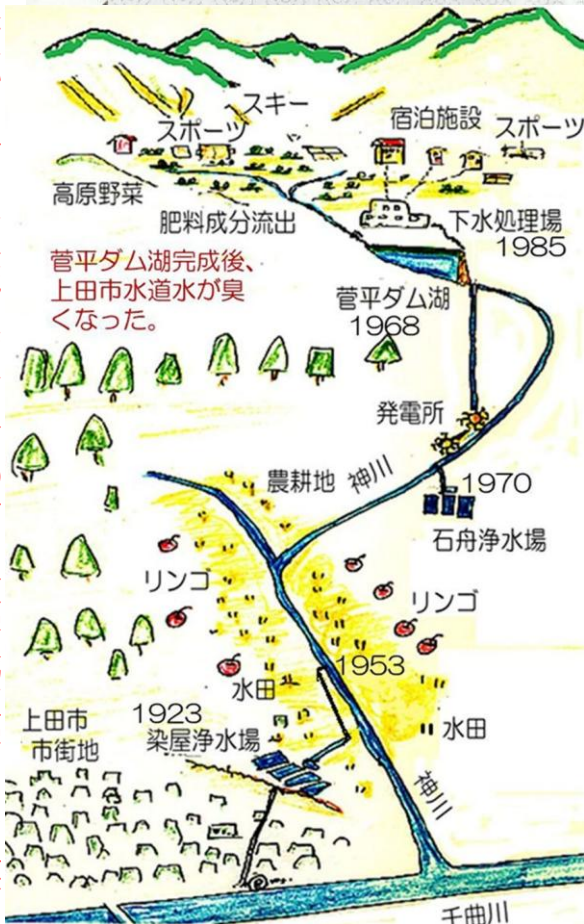 スキー
スポーツ
宿泊施設
スポーツ
高原野菜
肥料成分流出
下水処理場
1985
菅平ダム湖完成後、
上田市水道水が臭
くなった。
菅平ダム湖
1968
発電所
農耕地
神川
1970
石舟浄水場
リンゴ
リンゴ
1953
水田
1923
染屋浄水場
上田市
市街地
水田
神川
千曲川